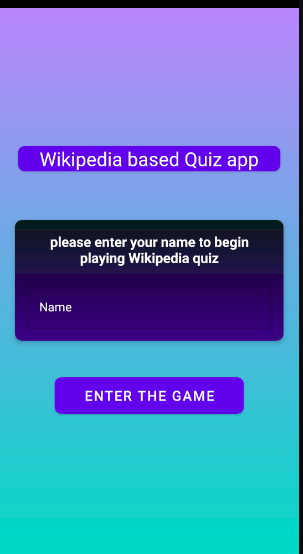 Wikipedia based Quiz app
please enter your name to begin
playing Wikipedia quiz
Name
ENTER THE GAME